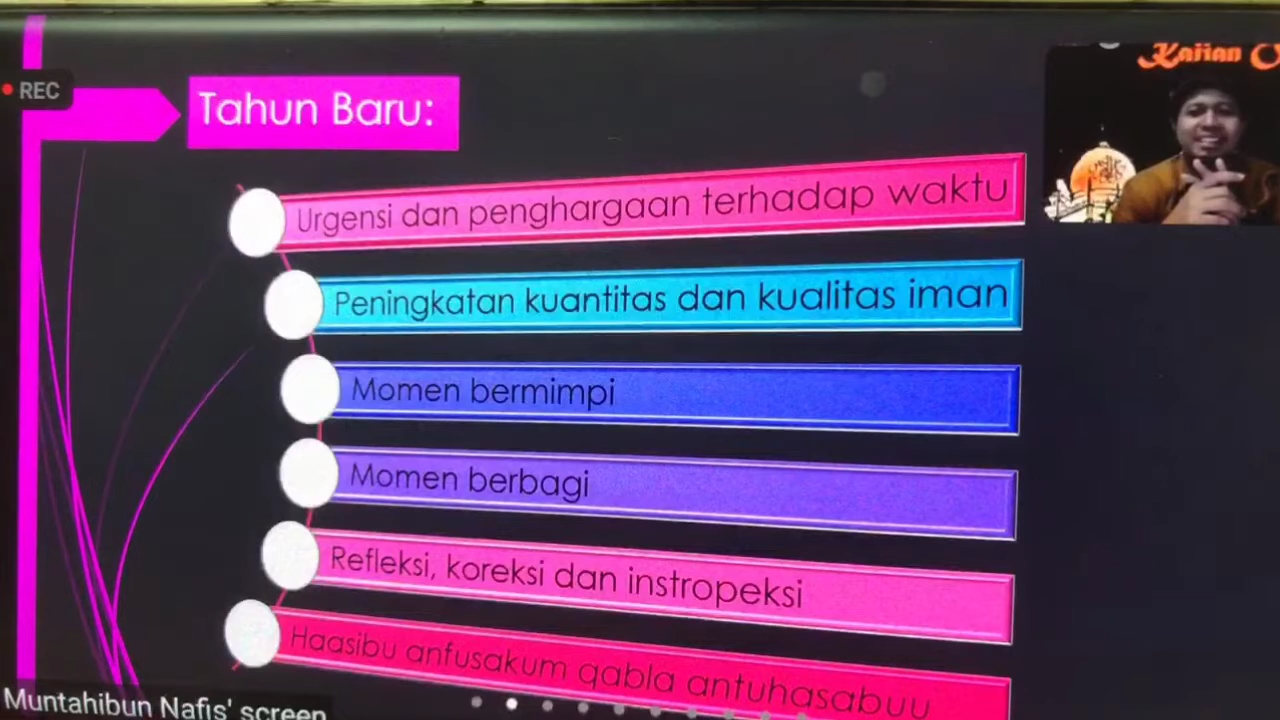 REC
Tahun Baru:
Kajian
Urgensi dan penghargaan terhadap waktu
Peningkatan kuantitas dan kualitas iman
Momen bermimpi
Momen berbagi
Refleksi, koreksi dan instropeksi
Haasibu anfusakum qabla antuhasabuu
Muntahibun Nafis' screen